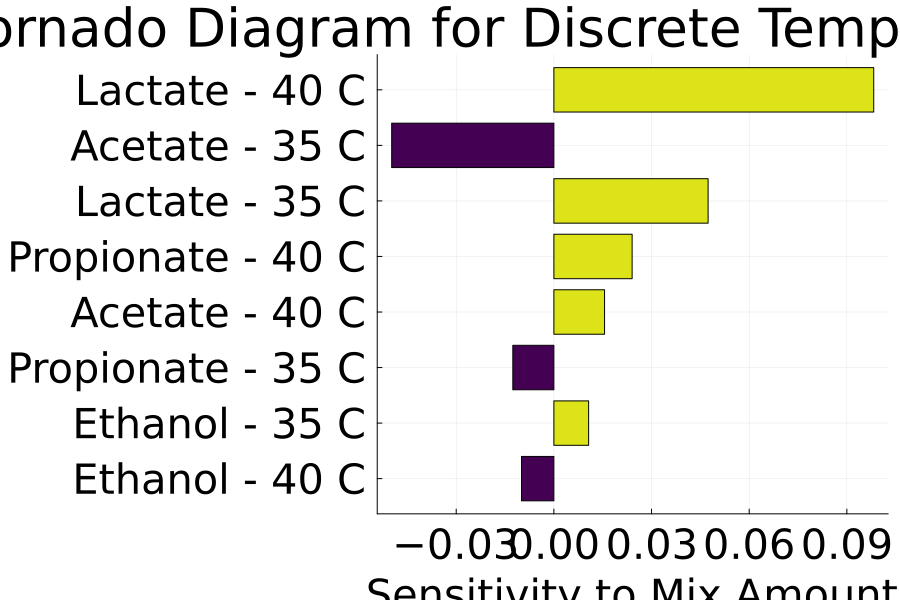 ornado Diagram for Discrete Temp
Lactate - 40 C
Acetate - 35 C
Lactate - 35 C
Propionate - 40 C
Acetate - 40 C
Propionate - 35 C
Ethanol - 35 C
Ethanol - 40 C
−0.03 0.00 0.03 0.06 0.09
Sensitivity to Mix Amount